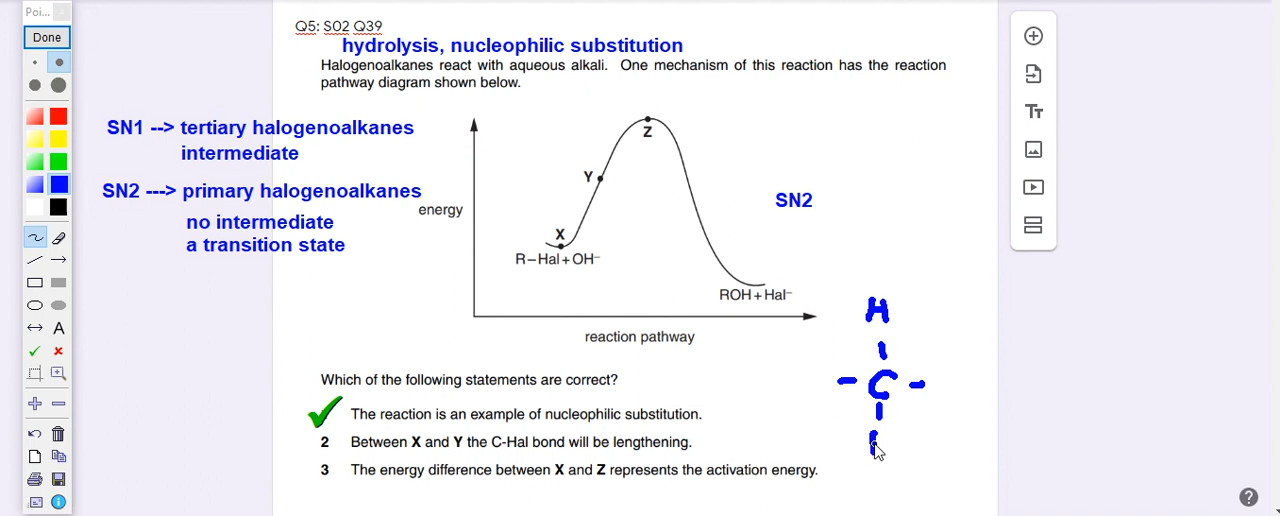 Poi...
Done
A
Tт
Q5: S02 Q39
hydrolysis, nucleophilic substitution
Halogenoalkanes react with aqueous alkali. One mechanism of this reaction has the reaction
pathway diagram shown below.
SN1 --> tertiary halogenoalkanes
intermediate
SN2 ---> primary halogenoalkanes
no intermediate
a transition state
energy
X
Y
Z
R–Hal + OH⁻
ROH + Hal⁻
SN2
reaction pathway
H
C
Which of the following statements are correct?
The reaction is an example of nucleophilic substitution.
2 Between X and Y the C-Hal bond will be lengthening.
3 The energy difference between X and Z represents the activation energy.